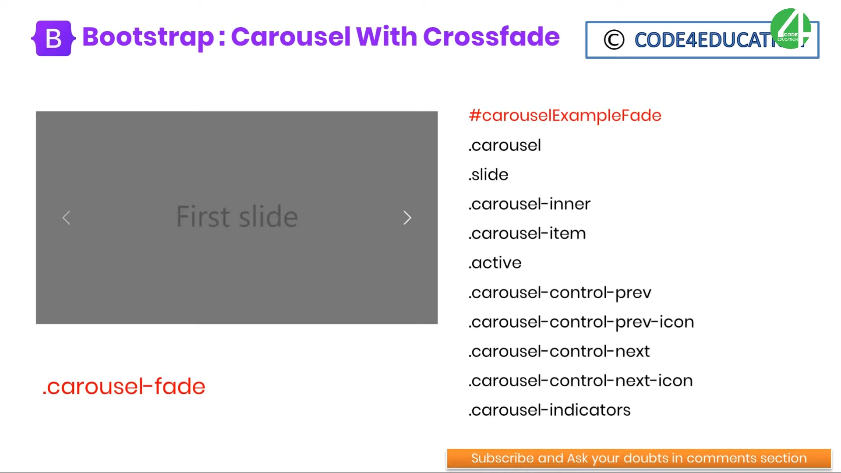 B Bootstrap : Carousel With Crossfade
© CODE4EDUCATION
First slide
.carousel-fade
#carouselExampleFade
.carousel
.slide
.carousel-inner
.carousel-item
.active
.carousel-control-prev
.carousel-control-prev-icon
.carousel-control-next
.carousel-control-next-icon
.carousel-indicators
Subscribe and Ask your doubts in comments section